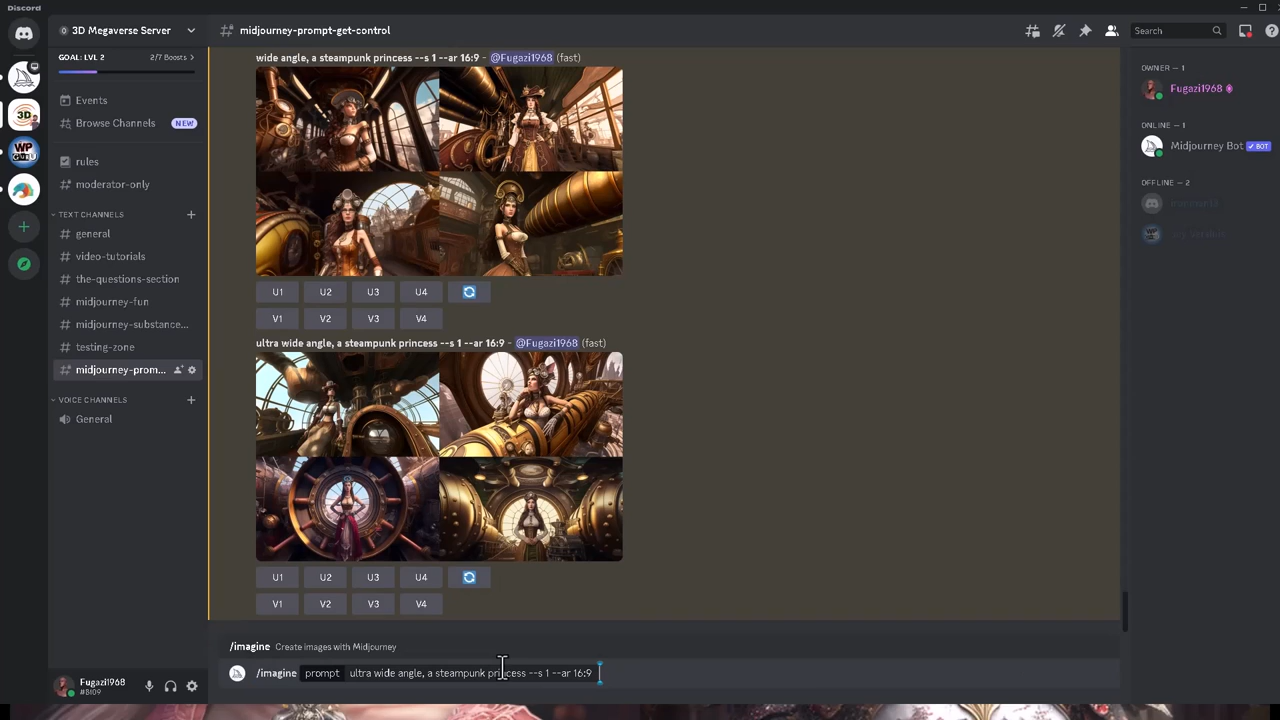 Discord
3D Megaverse Server
# midjourney-prompt-get-control
Search
GOAL: LVL 2
2/7 Boosts >
Events
Browse Channels
NEW
rules
# moderator-only
TEXT CHANNELS
# general
# video-tutorials
# the-questions-section
# midjourney-fun
# midjourney-substance...
# testing-zone
# midjourney-prom...
VOICE CHANNELS
General
Fugazi1968
#8109
3D
WP
GURU
wide angle, a steampunk princess --s 1 --ar 16:9 - @Fugazi1968 (fast)
U1 U2 U3 U4
V1 V2 V3 V4
ultra wide angle, a steampunk princess --s 1 --ar 16:9 - @Fugazi1968 (fast)
U1 U2 U3 U4
V1 V2 V3 V4
/imagine Create images with Midjourney
/imagine prompt ultra wide angle, a steampunk princess --s 1 --ar 16:9
OWNER — 1
Fugazi1968
ONLINE — 1
Midjourney Bot ✓ BOT
OFFLINE — 2